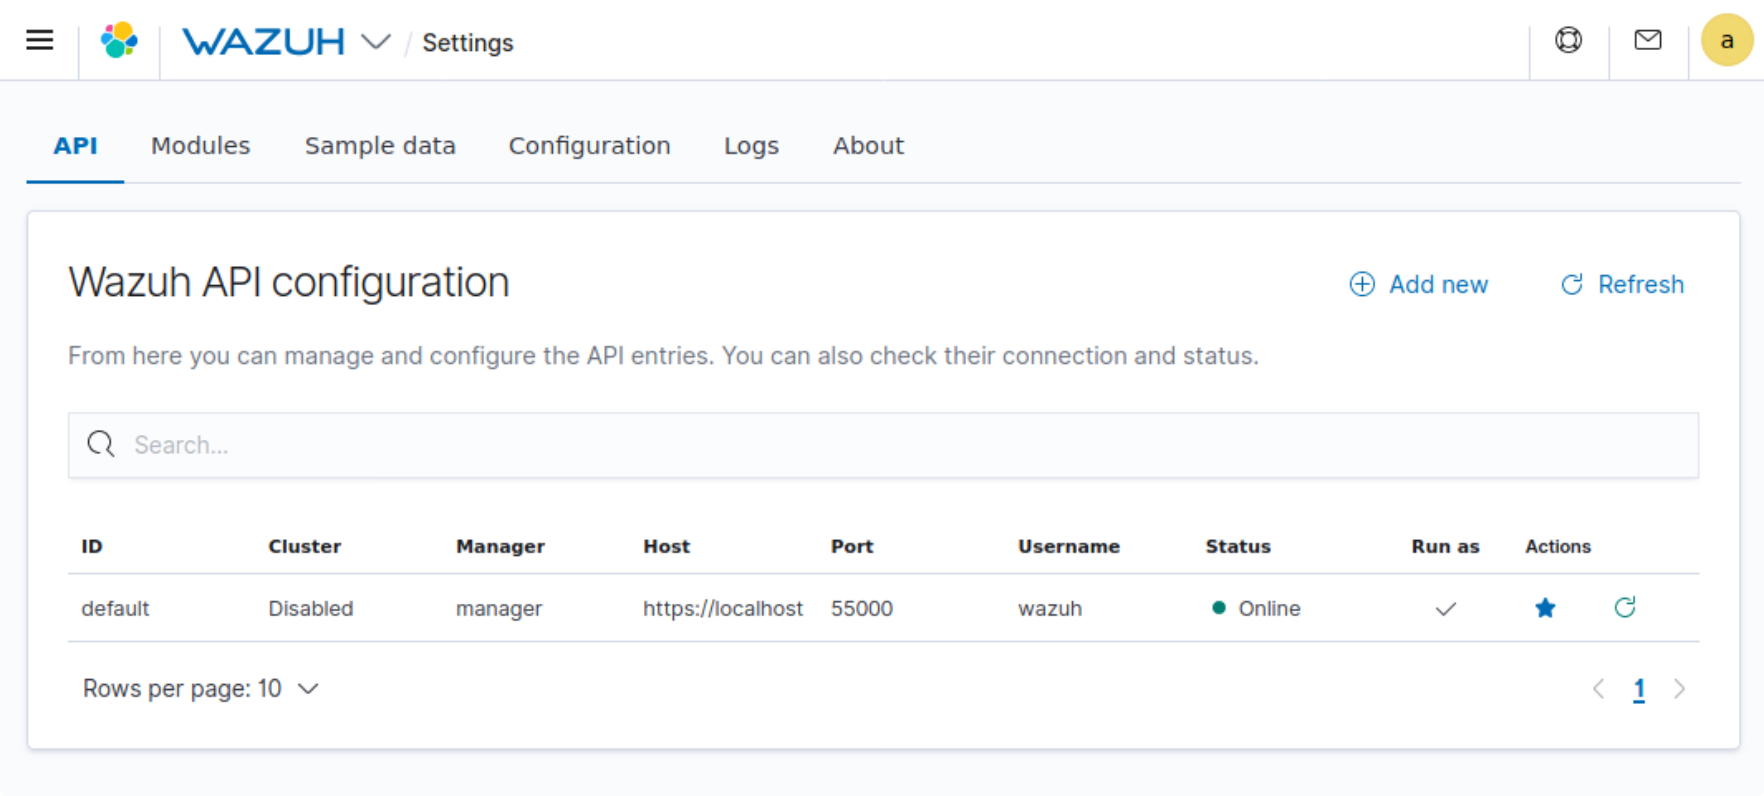 WAZUH / Settings a
API Modules Sample data Configuration Logs About
Wazuh API configuration Add new Refresh
From here you can manage and configure the API entries. You can also check their connection and status.
Search...
ID Cluster Manager Host Port Username Status Run as Actions
default Disabled manager https://localhost 55000 wazuh Online
Rows per page: 10 1